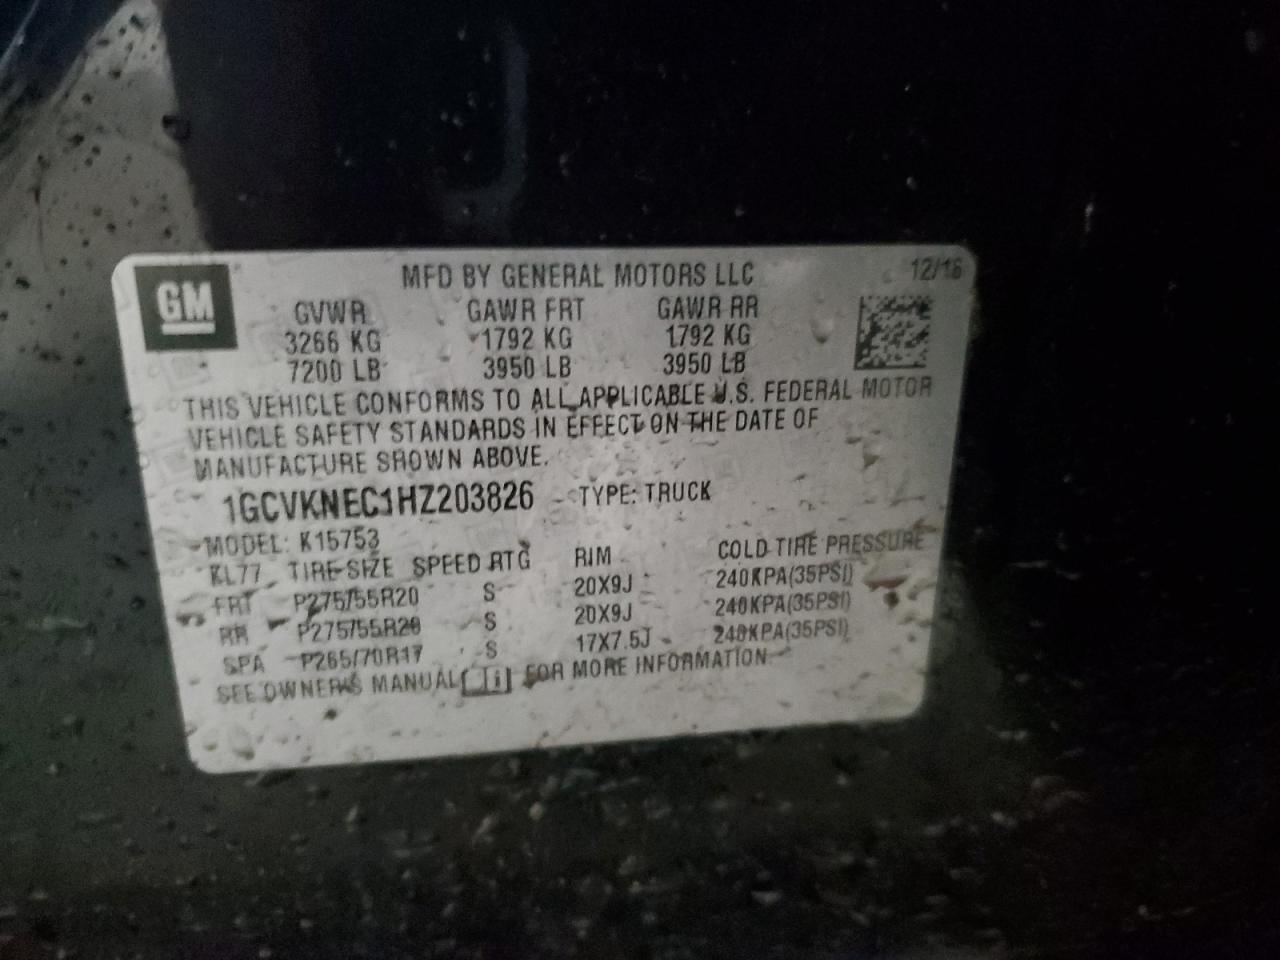 GM
MFD BY GENERAL MOTORS LLC 12/16
GVWR GAWR FRT GAWR RR
3266 KG 1792 KG 1792 KG
7200 LB 3950 LB 3950 LB
THIS VEHICLE CONFORMS TO ALL APPLICABLE U.S. FEDERAL MOTOR
VEHICLE SAFETY STANDARDS IN EFFECT ON THE DATE OF
MANUFACTURE SHOWN ABOVE.
1GCVKNEC1HZ203826 TYPE: TRUCK
MODEL: K15753
KL77 TIRE SIZE SPEED RTG RIM COLD TIRE PRESSURE
FRT P275/55R20 S 20X9J 240KPA(35PSI)
RR P275/55R20 S 20X9J 240KPA(35PSI)
SPA P265/70R17 S 17X7.5J 240KPA(35PSI)
SEE OWNER'S MANUAL FOR MORE INFORMATION